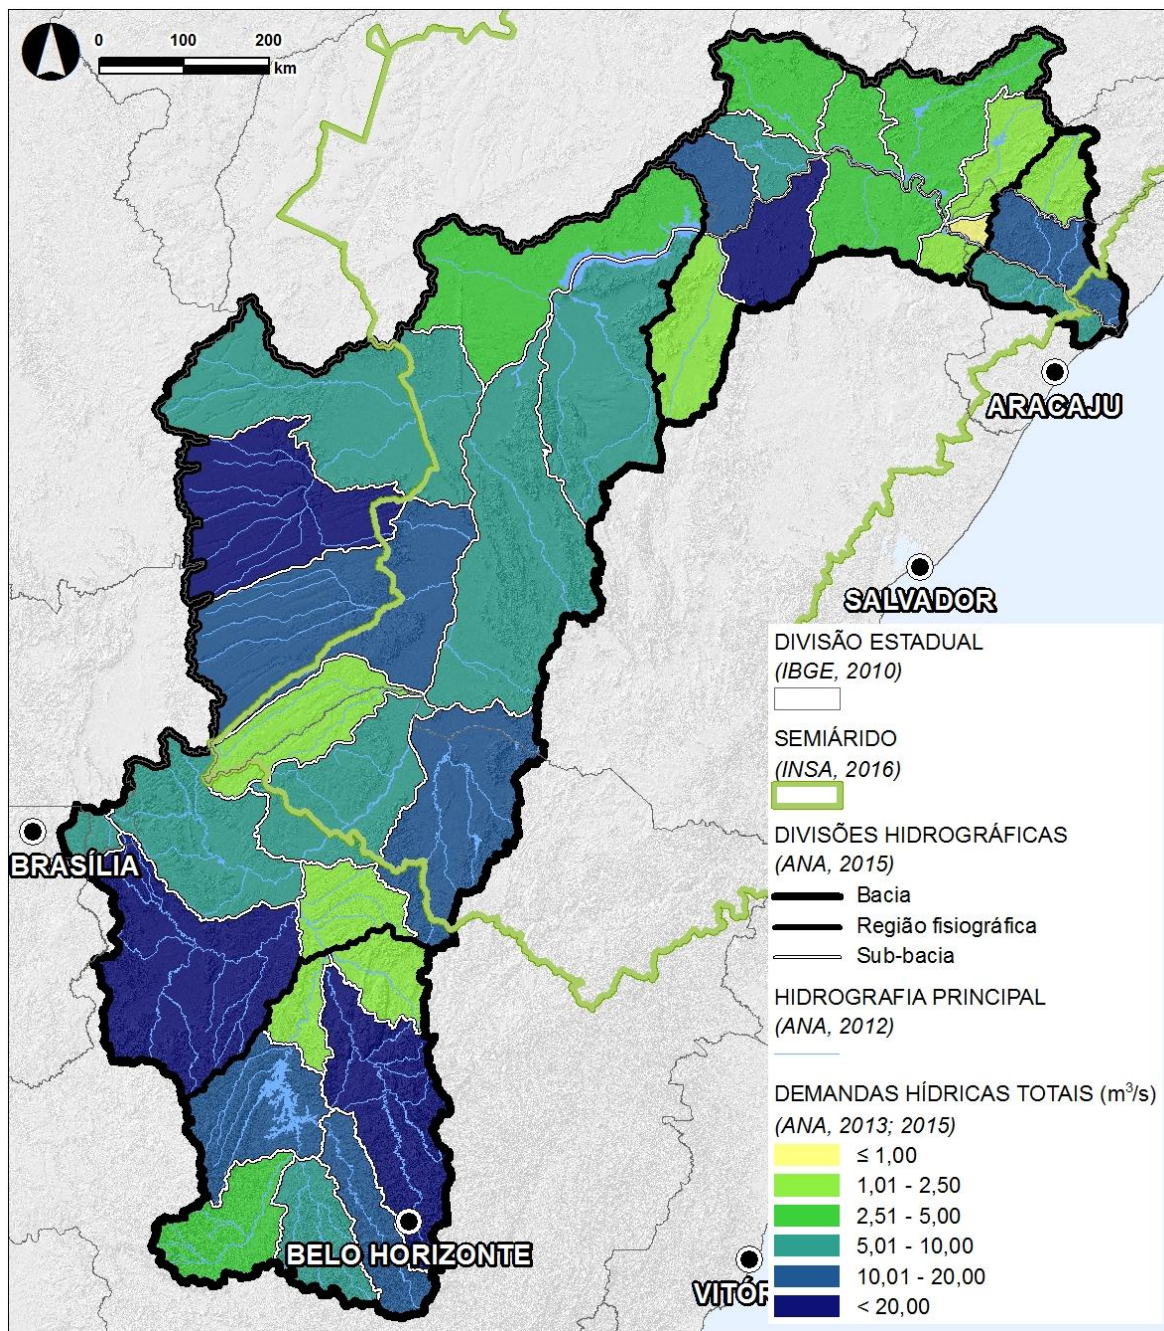 0 100 200
km
ARACAJU
SALVADOR
BRASÍLIA
BELO HORIZONTE
VITÓR
DIVISÃO ESTADUAL
(IBGE, 2010)
SEMIÁRIDO
(INSA, 2016)
DIVISÕES HIDROGRÁFICAS
(ANA, 2015)
Bacia
Região fisiográfica
Sub-bacia
HIDROGRAFIA PRINCIPAL
(ANA, 2012)
DEMANDAS HÍDRICAS TOTAIS (m³/s)
(ANA, 2013; 2015)
≤ 1,00
1,01 - 2,50
2,51 - 5,00
5,01 - 10,00
10,01 - 20,00
< 20,00